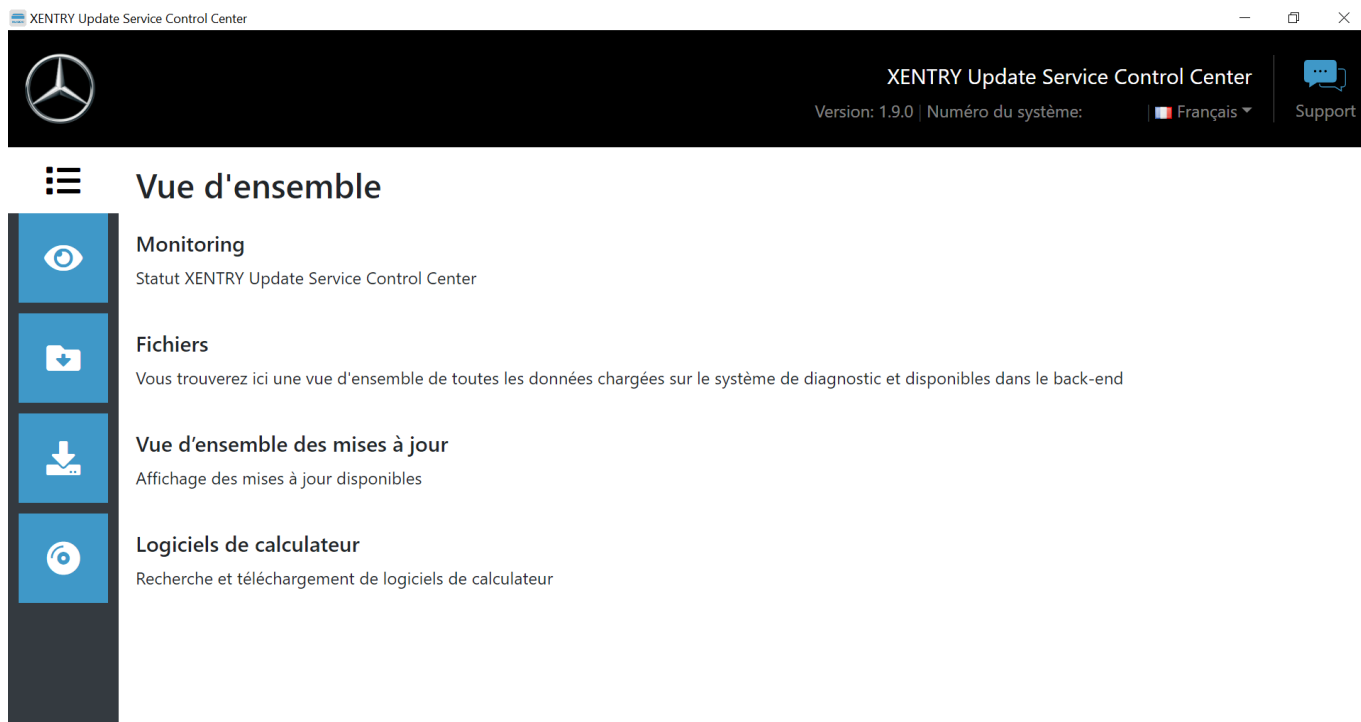 XENTRY Update Service Control Center
XENTRY Update Service Control Center
Version: 1.9.0 | Numéro du système: | Français
Support
Vue d'ensemble
Monitoring
Statut XENTRY Update Service Control Center
Fichiers
Vous trouverez ici une vue d'ensemble de toutes les données chargées sur le système de diagnostic et disponibles dans le back-end
Vue d’ensemble des mises à jour
Affichage des mises à jour disponibles
Logiciels de calculateur
Recherche et téléchargement de logiciels de calculateur